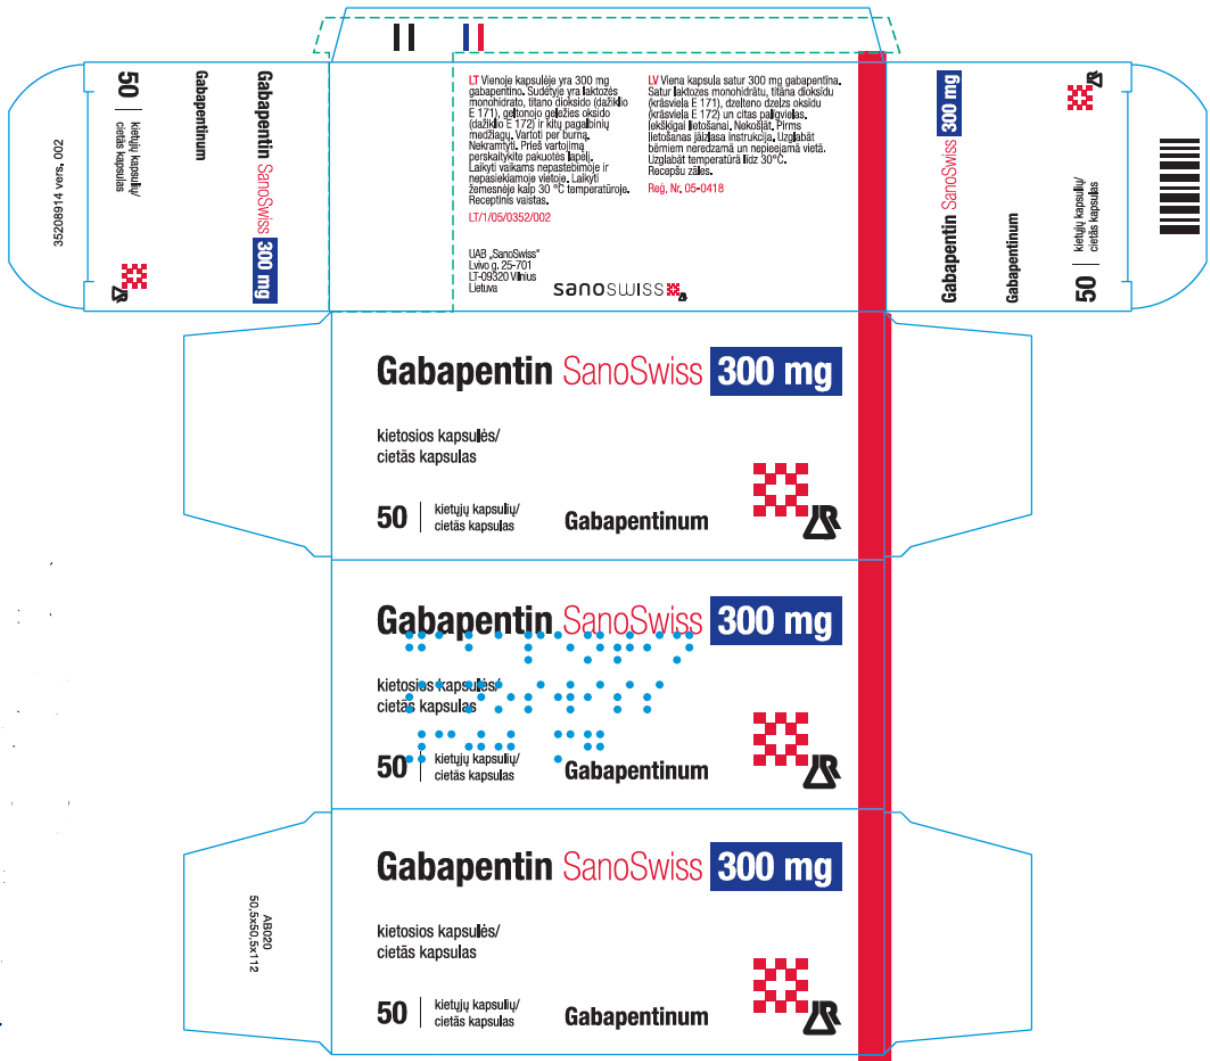 35208914 vers. 002
50
kietųjų kapsulių/
cietās kapsulas
Gabapentinum
Gabapentin SanoSwiss 300 mg
LT Vienoje kapsulėje yra 300 mg
gabapentino. Sudėtyje yra laktozės
monohidrato, titano dioksido (dažiklio
E 171), geltonojo geležies oksido
(dažiklio E 172) ir kitų pagalbinių
medžiagų. Vartoti per burną.
Nekramtyti. Prieš vartojimą
perskaitykite pakuotės lapelį.
Laikyti vaikams nepastebimoje ir
nepasiekiamoje vietoje. Laikyti
žemesnėje kaip 30 °C temperatūroje.
Receptinis vaistas.
LT/1/05/0352/002
UAB „SanoSwiss“
Lvivo g. 25-701
LT-09320 Vilnius
Lietuva
sanoswiss
LV Viena kapsula satur 300 mg gabapentīna.
Satur laktozes monohidrātu, titāna dioksīdu
(krāsviela E 171), dzelteno dzelzs oksīdu
(krāsviela E 172) un citas palīgvielas.
Iekšķīgai lietošanai. Nekošļāt. Pirms
lietošanas jāizlasa instrukcija. Uzglabāt
bērniem neredzamā un nepieejamā vietā.
Uzglabāt temperatūrā līdz 30°C.
Recepšu zāles.
Reģ. Nr. 05-0418
Gabapentin SanoSwiss 300 mg
Gabapentinum
50
kietųjų kapsulių/
cietās kapsulas
Gabapentin SanoSwiss 300 mg
kietosios kapsulės/
cietās kapsulas
50
kietųjų kapsulių/
cietās kapsulas
Gabapentinum
Gabapentin SanoSwiss 300 mg
kietosios kapsulės/
cietās kapsulas
50
kietųjų kapsulių/
cietās kapsulas
Gabapentinum
AB020
50,5x50,5x112
Gabapentin SanoSwiss 300 mg
kietosios kapsulės/
cietās kapsulas
50
kietųjų kapsulių/
cietās kapsulas
Gabapentinum